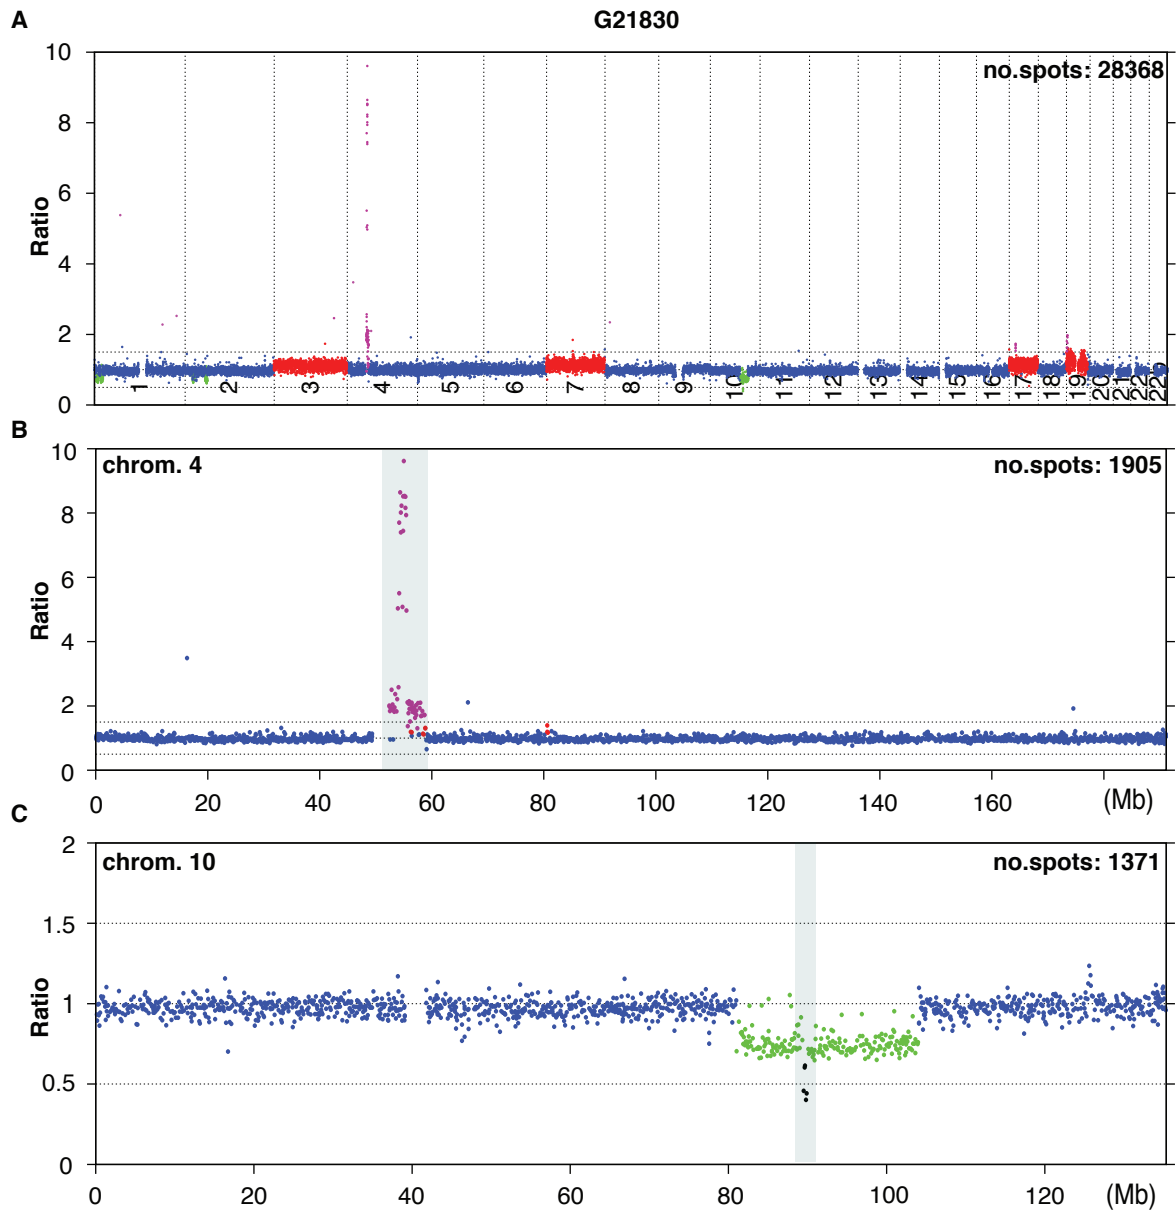 A
G21830
no.spots: 28368
Ratio
10
8
6
4
2
0
1 2 3 4 5 6 7 8 9 10 11 12 13 14 15 16 17 18 19 20 21 22
B
chrom. 4
no.spots: 1905
Ratio
10
8
6
4
2
0
0 20 40 60 80 100 120 140 160 (Mb)
C
chrom. 10
no.spots: 1371
Ratio
2
1.5
1
0.5
0
0 20 40 60 80 100 120 (Mb)